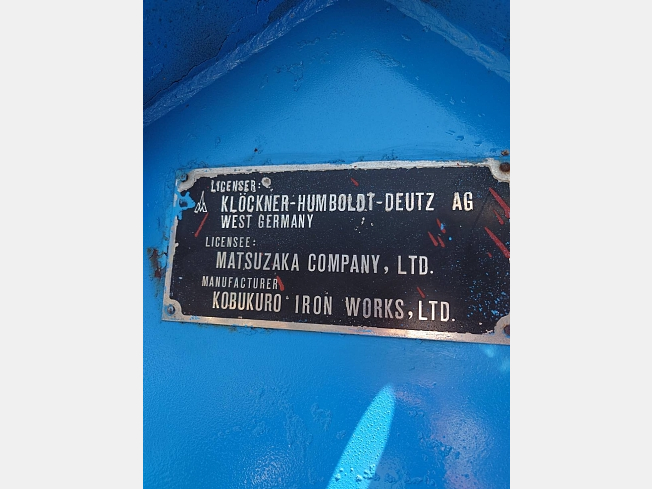 LICENSER:
KLÖCKNER-HUMBOLDT-DEUTZ AG
WEST GERMANY
LICENSEE:
MATSUZAKA COMPANY, LTD.
MANUFACTURER
KOBUKURO IRON WORKS, LTD.